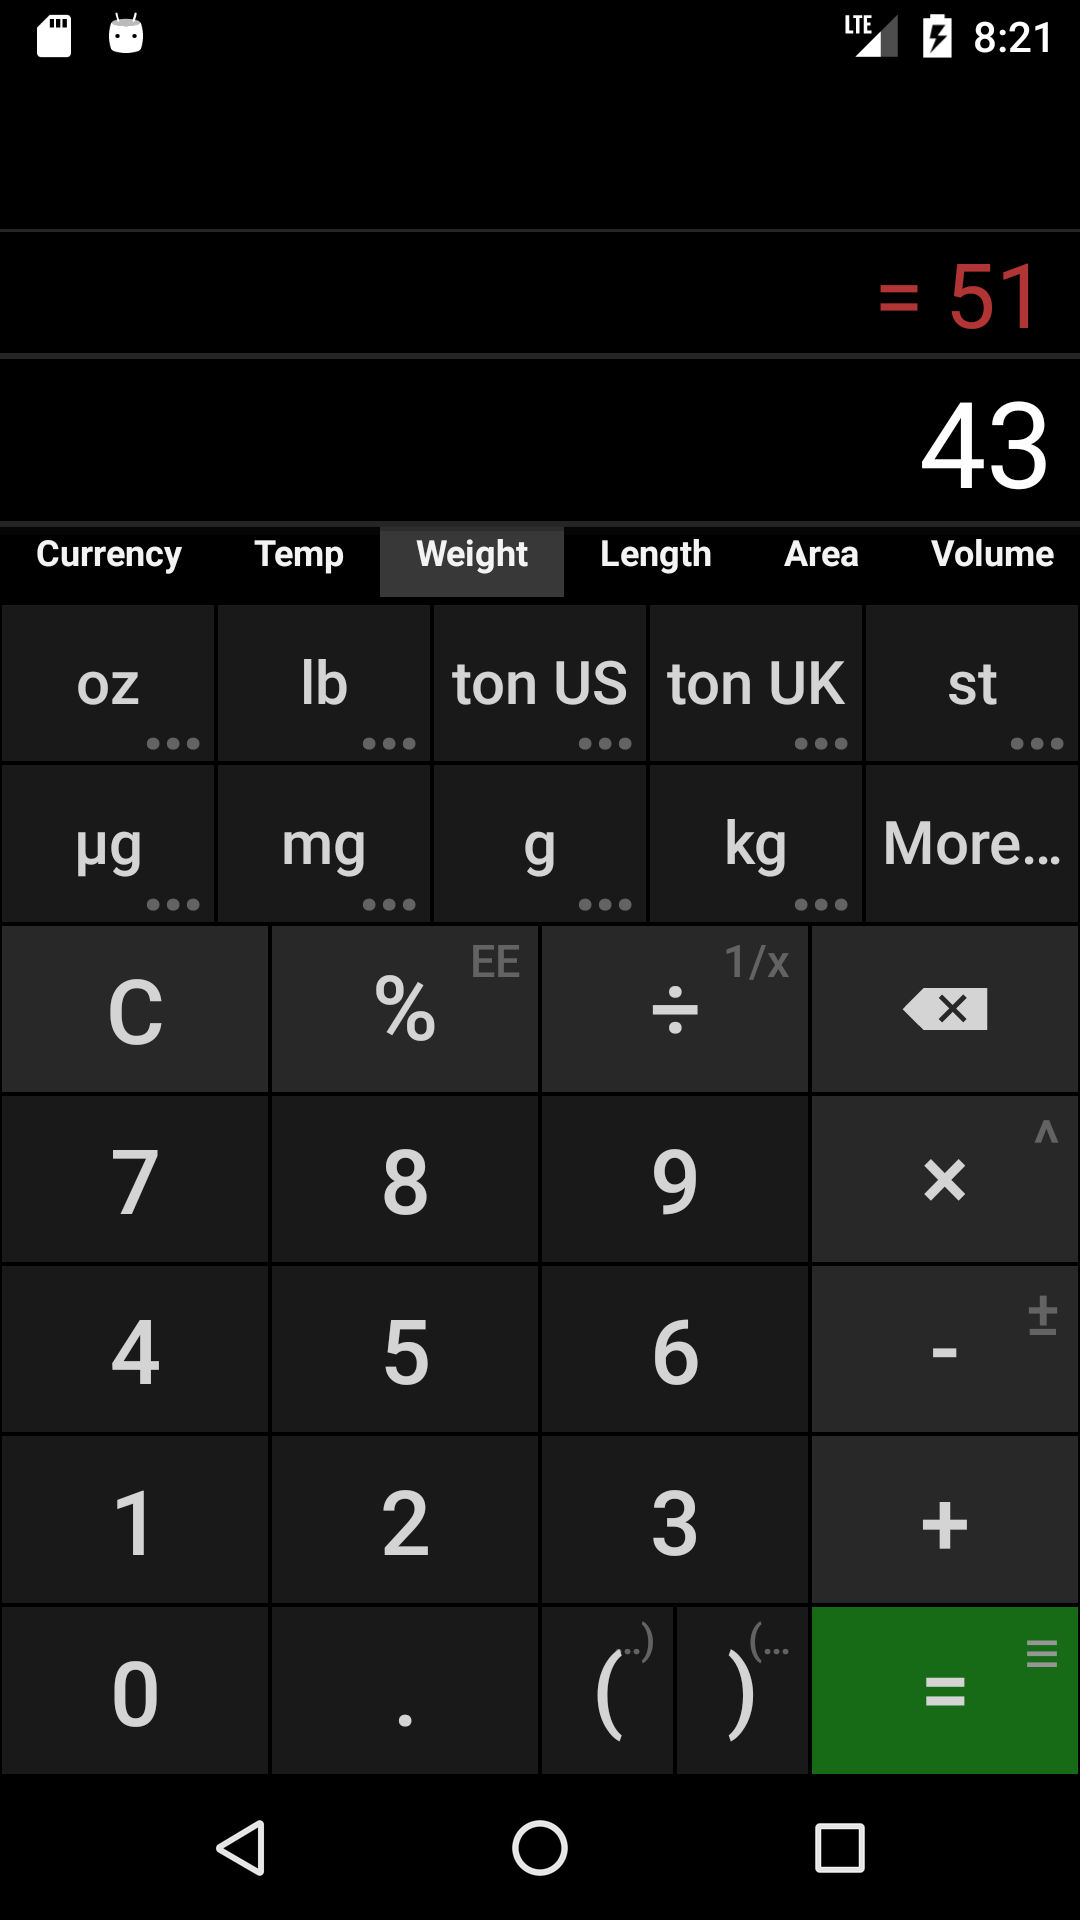 LTE 8:21
= 51
43
Currency Temp Weight Length Area Volume
oz lb ton US ton UK st
µg mg g kg More...
C % EE ÷ 1/x
7 8 9 × ^
4 5 6 - ±
1 2 3 +
0 . ( ..) ) (... =